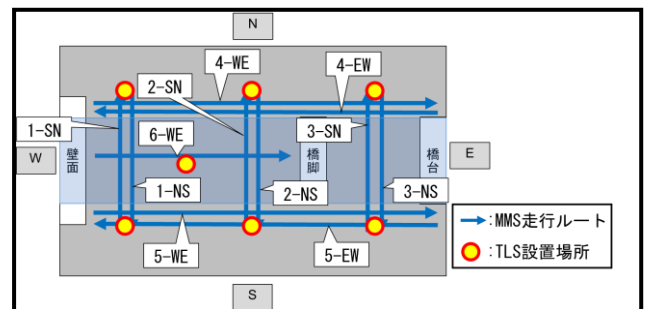 N
4-WE
4-EW
2-SN
1-SN
3-SN
6-WE
W
壁面
橋脚
橋台
E
1-NS
2-NS
3-NS
→:MMS走行ルート
:TLS設置場所
5-WE
5-EW
S